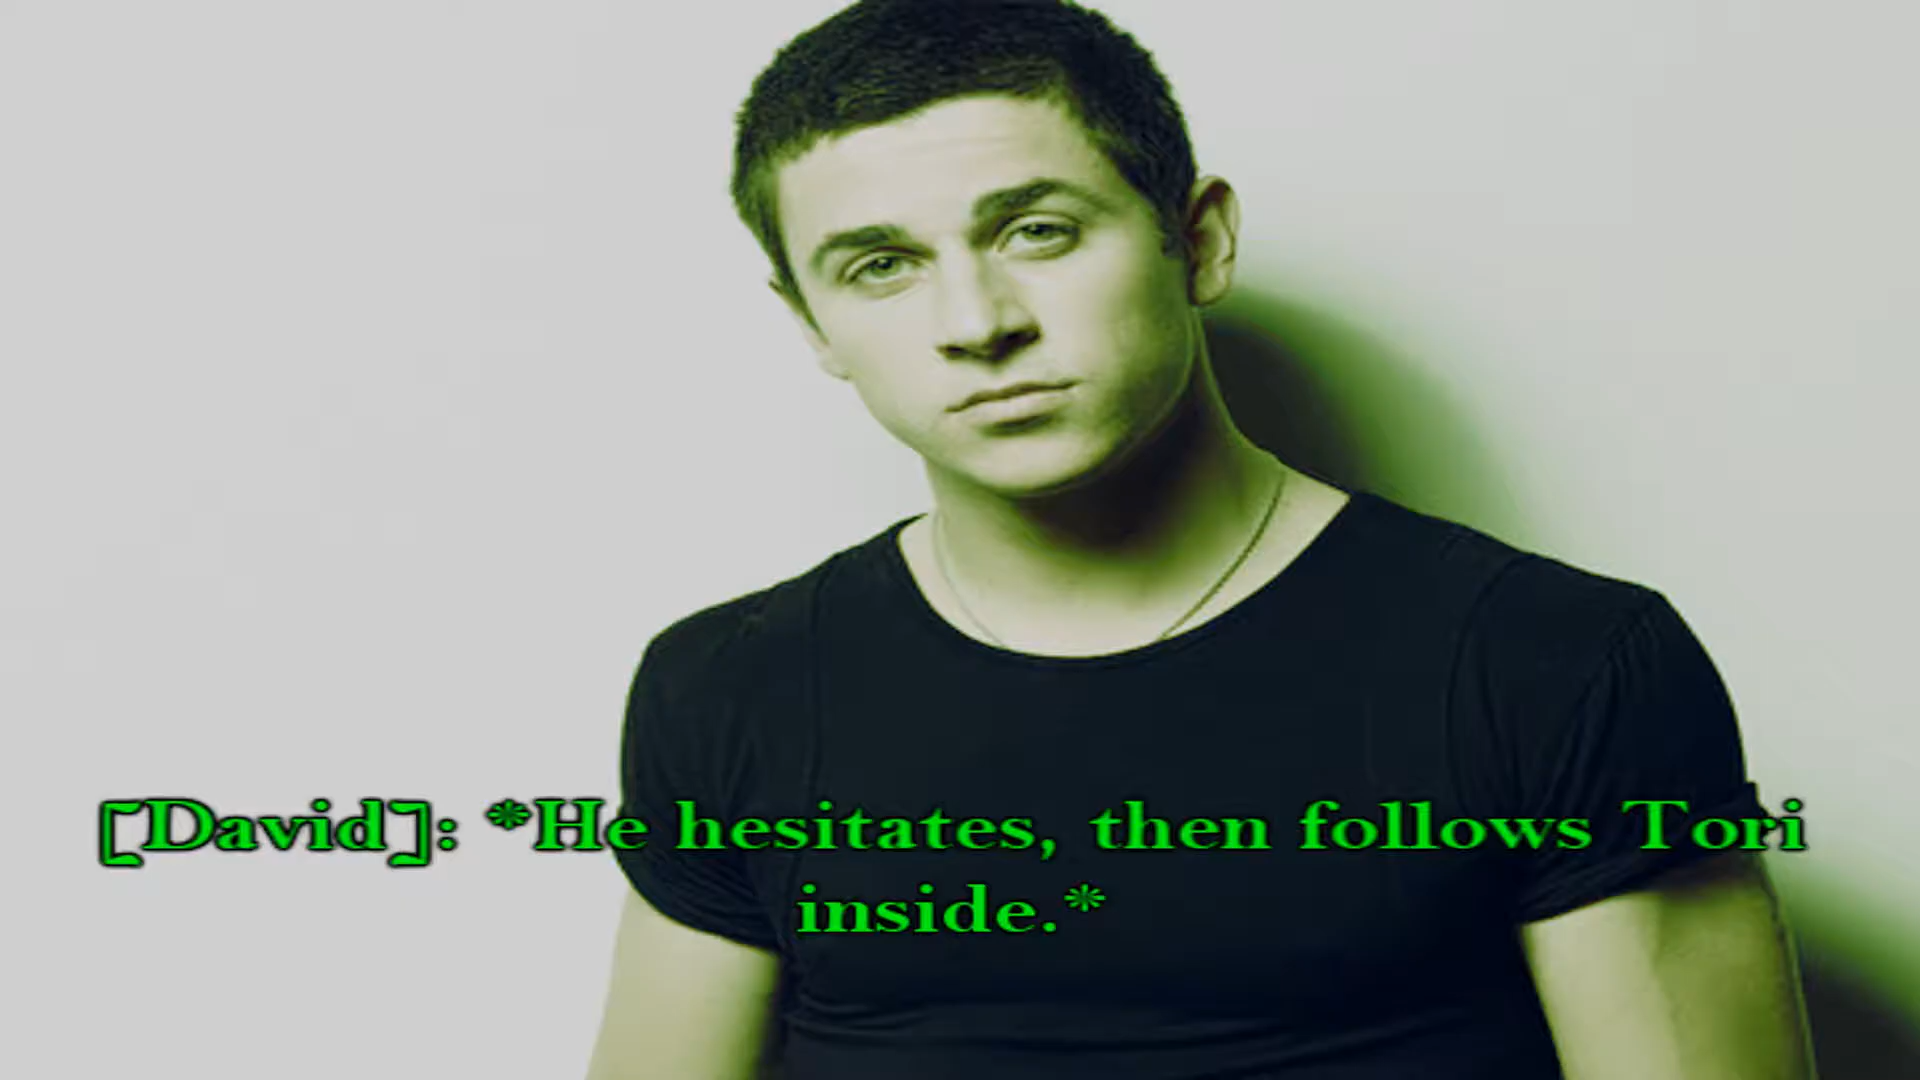 [David]: *He hesitates, then follows Tori
inside.*